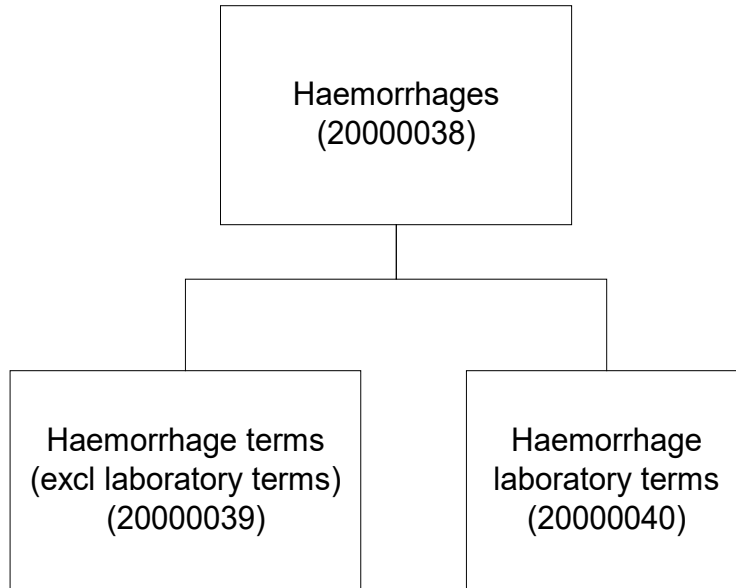 Haemorrhages
(20000038)
Haemorrhage terms
(excl laboratory terms)
(20000039)
Haemorrhage
laboratory terms
(20000040)